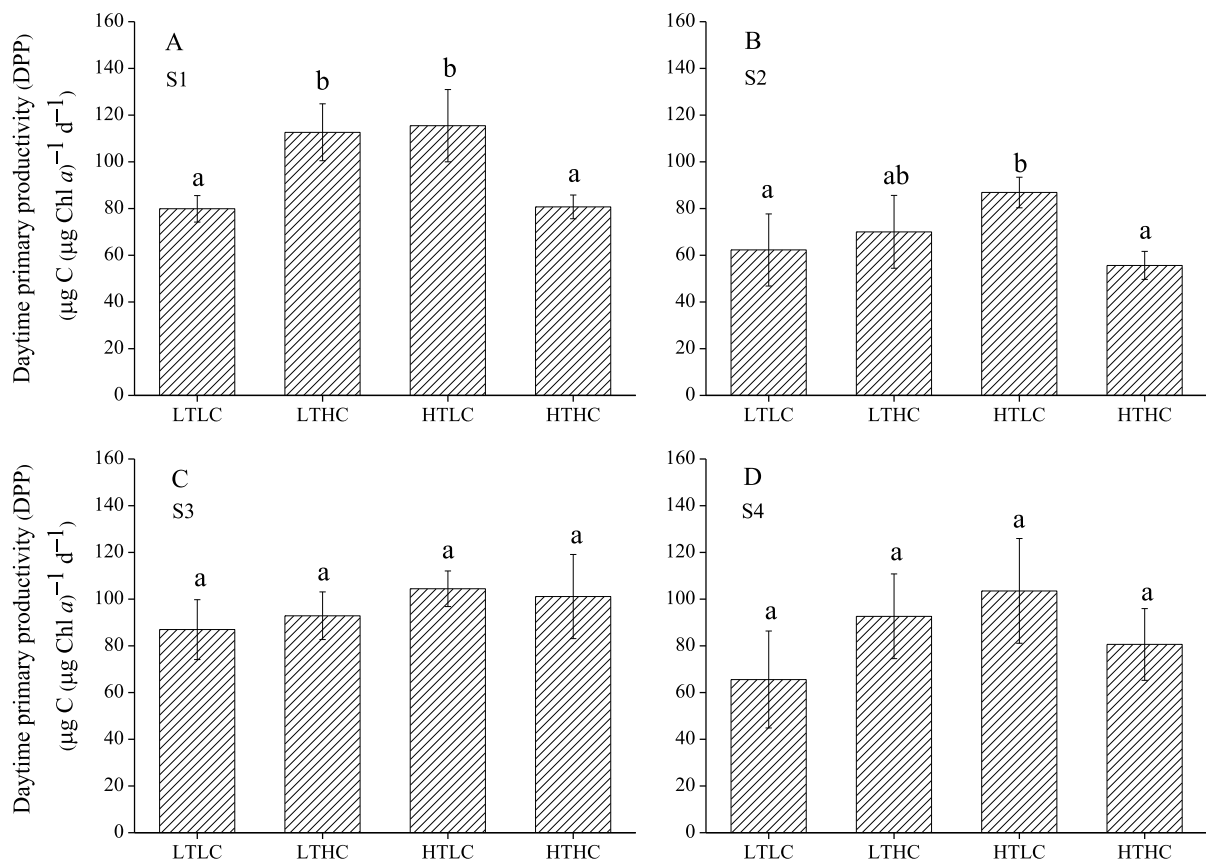 Daytime primary productivity (DPP)
(µg C (µg Chl a)⁻¹ d⁻¹)
160
140
120
100
80
60
40
20
0
A
S1
a
b
b
a
LTLC LTHC HTLC HTHC
160
140
120
100
80
60
40
20
0
B
S2
a
ab
b
a
LTLC LTHC HTLC HTHC
Daytime primary productivity (DPP)
(µg C (µg Chl a)⁻¹ d⁻¹)
160
140
120
100
80
60
40
20
0
C
S3
a
a
a
a
LTLC LTHC HTLC HTHC
160
140
120
100
80
60
40
20
0
D
S4
a
a
a
a
LTLC LTHC HTLC HTHC